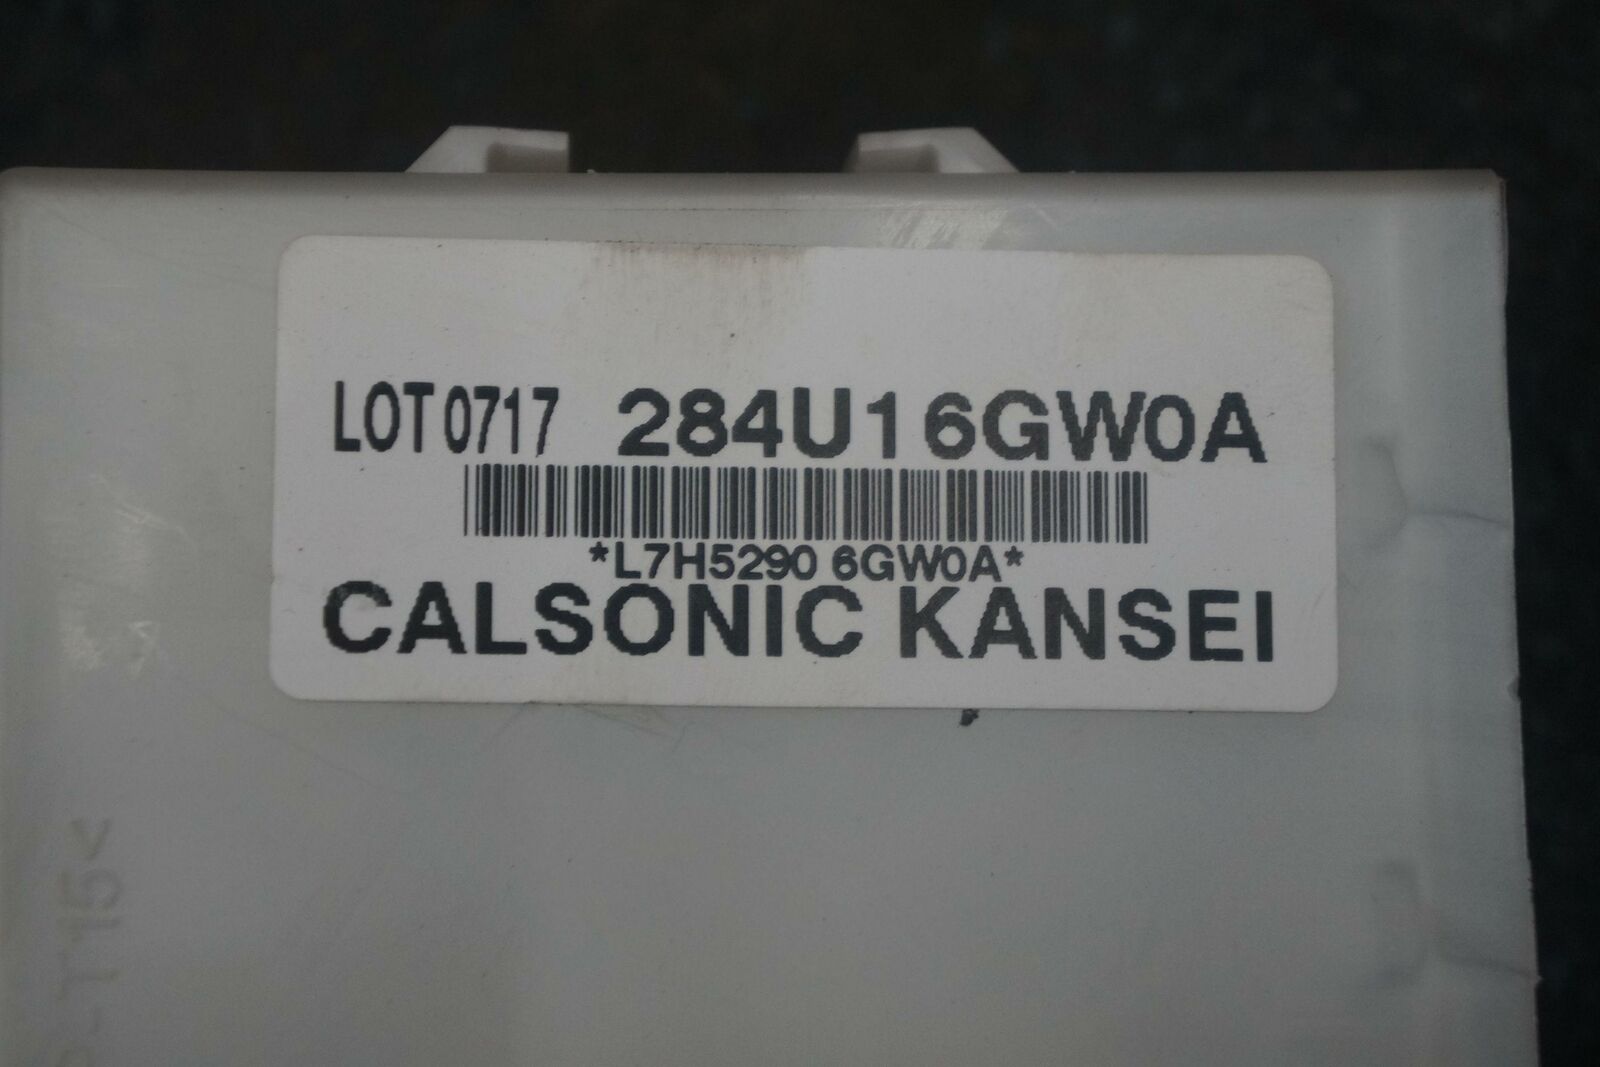 LOT 0717 284U16GW0A
*L7H5290 6GW0A*
CALSONIC KANSEI